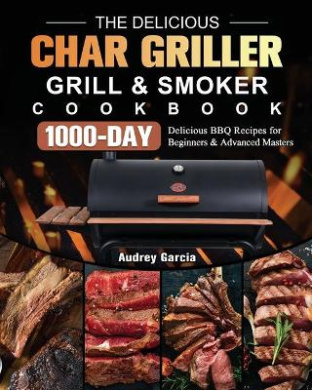 THE DELICIOUS
CHAR GRILLER
GRILL & SMOKER
COOKBOOK
1000-DAY
Delicious BBQ Recipes for
Beginners & Advanced Masters
Audrey Garcia